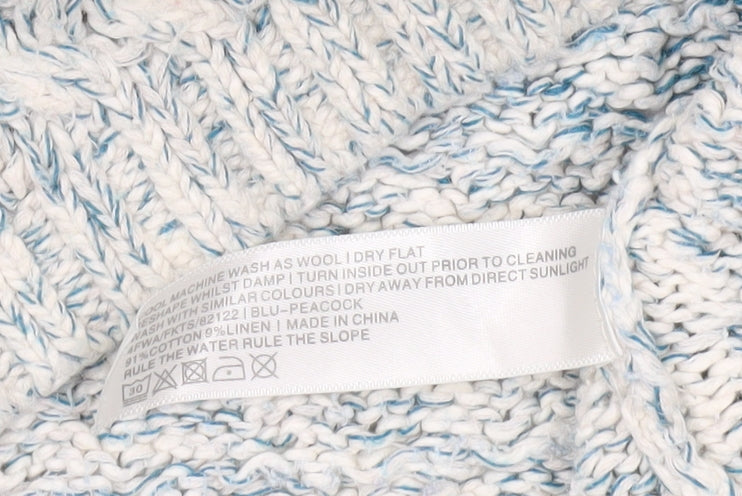 COOL MACHINE WASH AS WOOL | DRY FLAT
RESHAPE WHILST DAMP | TURN INSIDE OUT PRIOR TO CLEANING
WASH WITH SIMILAR COLOURS | DRY AWAY FROM DIRECT SUNLIGHT
AFWA/FKTS/82122 | BLU-PEACOCK
91%COTTON 9%LINEN | MADE IN CHINA
RULE THE WATER RULE THE SLOPE
30